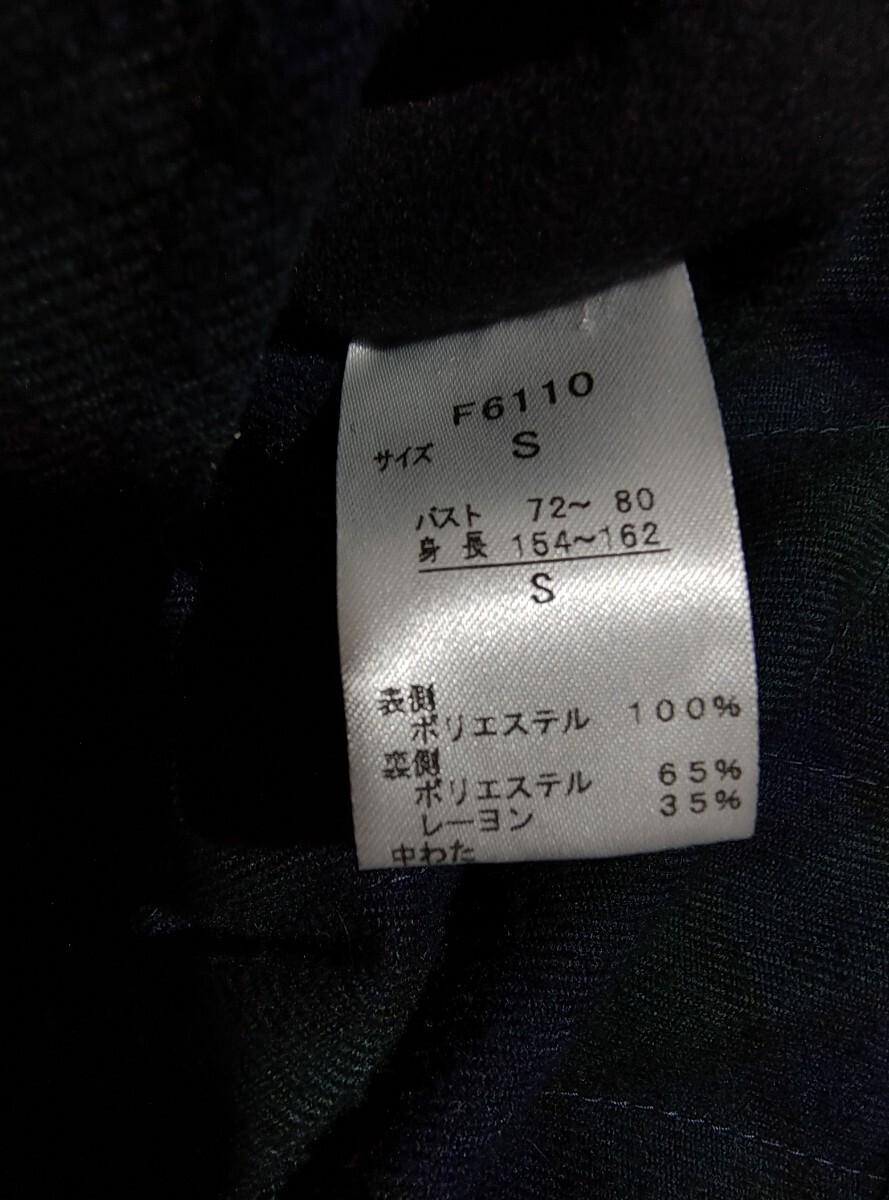 F6110
サイズ S
バスト 72～ 80
身長 154～162
S
表側
ポリエステル 100%
裏側
ポリエステル 65%
レーヨン 35%
中わた